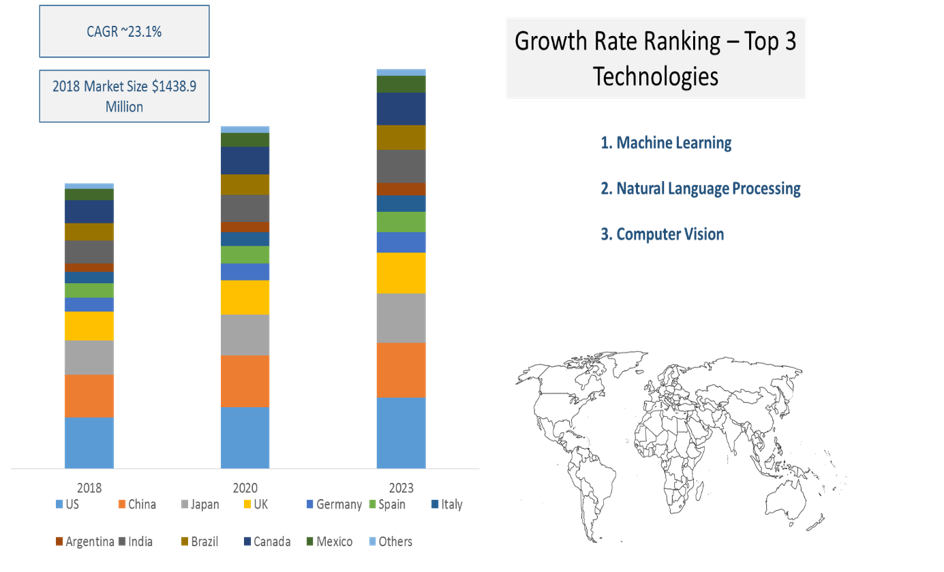 CAGR ~23.1%
2018 Market Size $1438.9
Million
Growth Rate Ranking – Top 3
Technologies
1. Machine Learning
2. Natural Language Processing
3. Computer Vision
2018 2020 2023
US China Japan UK Germany Spain Italy
Argentina India Brazil Canada Mexico Others